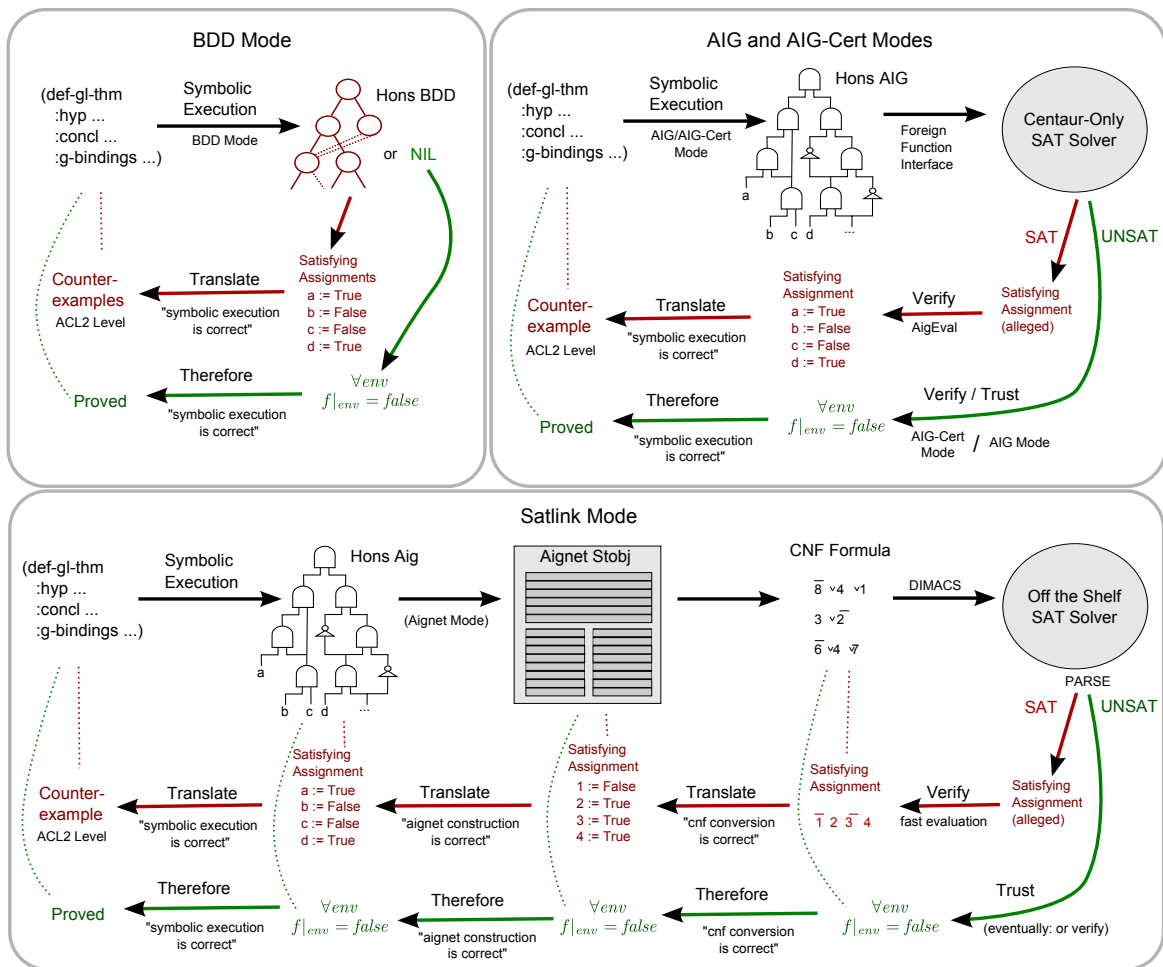 BDD Mode
(def-gl-thm
:hyp ...
:concl ...
:g-bindings ...)
Symbolic
Execution
BDD Mode
Hons BDD
or NIL
Counter-
examples
ACL2 Level
Translate
"symbolic execution
is correct"
Satisfying
Assignments
a := True
b := False
c := False
d := True
Proved
Therefore
"symbolic execution
is correct"
∀env
f|env = false
AIG and AIG-Cert Modes
(def-gl-thm
:hyp ...
:concl ...
:g-bindings ...)
Symbolic
Execution
AIG/AIG-Cert
Mode
Hons AIG
a
b c d ...
Foreign
Function
Interface
Centaur-Only
SAT Solver
SAT
UNSAT
Counter-
example
ACL2 Level
Translate
"symbolic execution
is correct"
Satisfying
Assignment
a := True
b := False
c := False
d := True
Verify
AigEval
Satisfying
Assignment
(alleged)
Proved
Therefore
"symbolic execution
is correct"
∀env
f|env = false
Verify / Trust
AIG-Cert
Mode / AIG Mode
Satlink Mode
(def-gl-thm
:hyp ...
:concl ...
:g-bindings ...)
Symbolic
Execution
Hons Aig
a
b c d ...
(Aignet Mode)
Aignet Stobj
CNF Formula
8̅ ∨ 4 ∨ 1
3 ∨ 2̅
6̅ ∨ 4 ∨ 7̅
DIMACS
Off the Shelf
SAT Solver
PARSE
SAT
UNSAT
Counter-
example
ACL2 Level
Translate
"symbolic execution
is correct"
Satisfying
Assignment
a := True
b := False
c := False
d := True
Translate
"aignet construction
is correct"
Satisfying
Assignment
1 := False
2 := True
3 := True
4 := True
Translate
"cnf conversion
is correct"
Satisfying
Assignment
1̅ 2 3̅ 4
Verify
fast evaluation
Satisfying
Assignment
(alleged)
Proved
Therefore
"symbolic execution
is correct"
∀env
f|env = false
Therefore
"aignet construction
is correct"
∀env
f|env = false
Therefore
"cnf conversion
is correct"
∀env
f|env = false
Trust
(eventually: or verify)